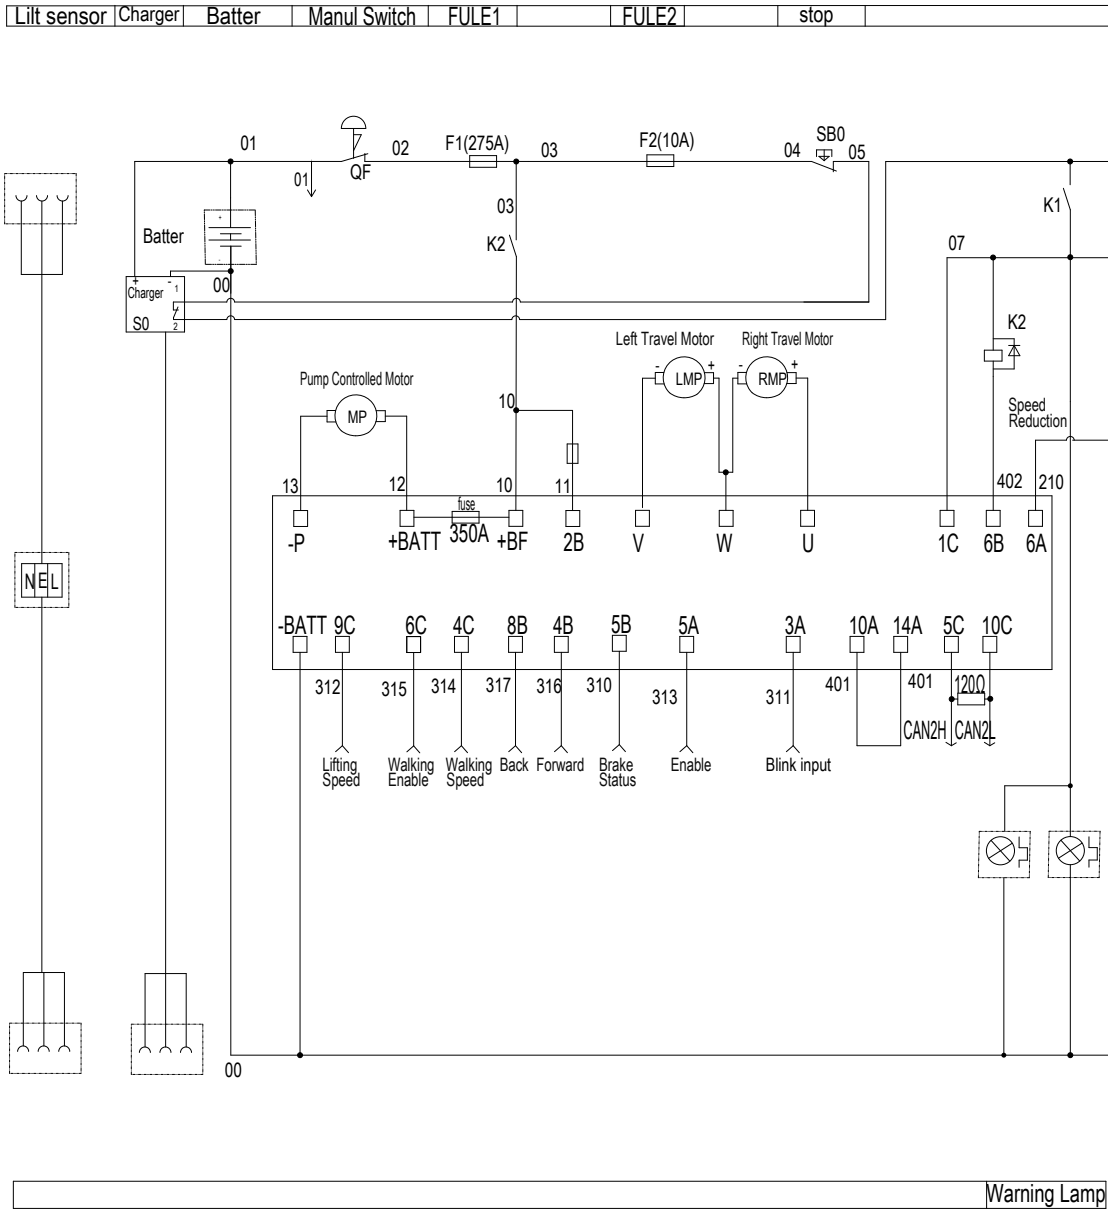 Lilt sensor Charger Batter Manul Switch FULE1 FULE2 stop
01 02 F1(275A) 03 F2(10A) 04 SB0 05
01 QF
03 K1
Batter K2 07
00
+ -
Charger 1
S0 2
K2
Left Travel Motor Right Travel Motor
- LMP + - RMP +
Pump Controlled Motor
MP
10
Speed
Reduction
13 12 10 11 402 210
fuse
350A
-P +BATT +BF 2B V W U 1C 6B 6A
N E L
-BATT 9C 6C 4C 8B 4B 5B 5A 3A 10A 14A 5C 10C
312 315 314 317 316 310 313 311 401 401 120Ω
CAN2H CAN2L
Lifting
Speed
Walking
Enable
Walking
Speed
Back
Forward
Brake
Status
Enable
Blink input
00
Warning Lamp